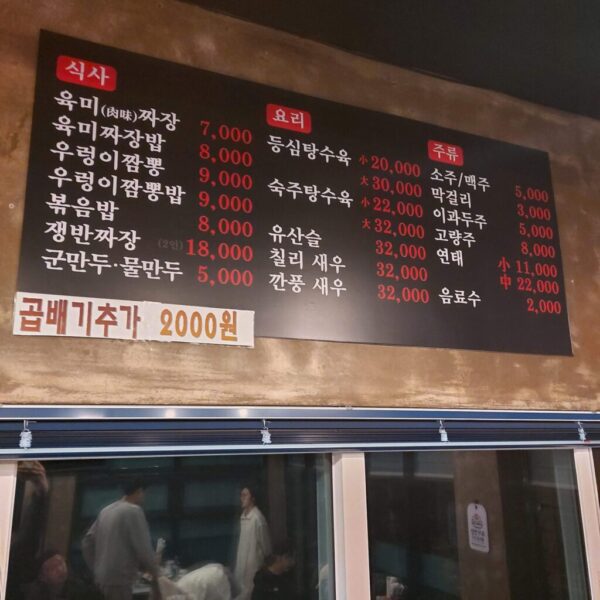 식사
육미(肉味)짜장 7,000
육미짜장밥 8,000
우렁이짬뽕 9,000
우렁이짬뽕밥 9,000
볶음밥 8,000
쟁반짜장 (2인) 18,000
군만두·물만두 5,000
곱배기추가 2000원
요리
등심탕수육 小 20,000
大 30,000
숙주탕수육 小 22,000
大 32,000
유산슬 32,000
칠리 새우 32,000
깐풍 새우 32,000
주류
소주/맥주 5,000
막걸리 3,000
이과두주 5,000
고량주 8,000
연태 小 11,000
中 22,000
음료수 2,000